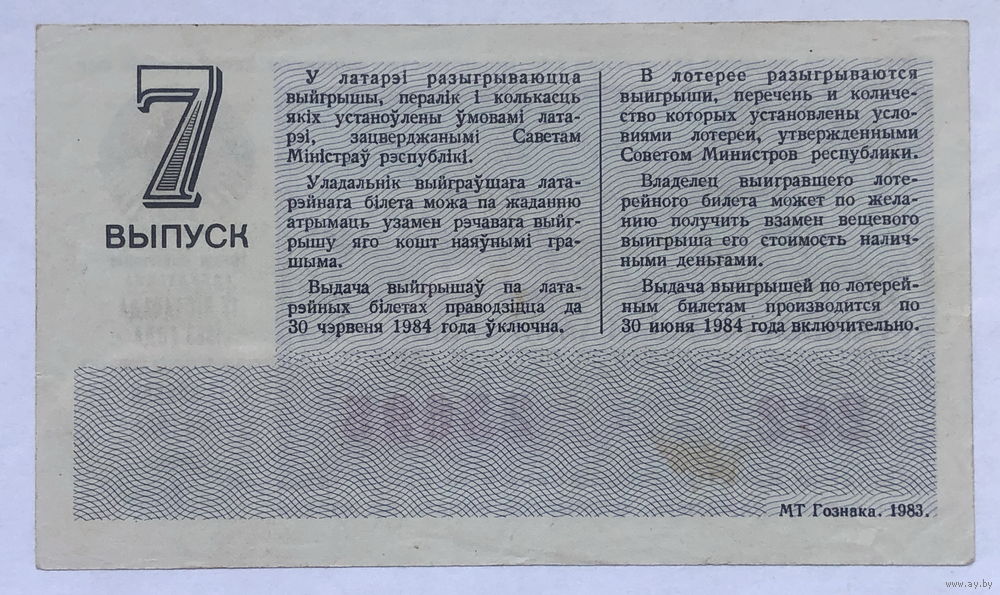 7
ВЫПУСК
У латарэі разыгрываюцца
выйгрышы, пералік і колькасць
якіх устаноўлены ўмовамі лата-
рэі, зацверджанымі Саветам
Міністраў рэспублікі.
Уладальнік выйграўшага лата-
рэйнага білета можа па жаданню
атрымаць узамен рэчавага выйг-
рышу яго кошт наяўнымі гра-
шыма.
Выдача выйгрышаў па лата-
рэйных білетах праводзіцца да
30 чэрвеня 1984 года ўключна.
В лотерее разыгрываются
выигрыши, перечень и количе-
ство которых установлены усло-
виями лотереи, утвержденными
Советом Министров республики.
Владелец выигравшего лоте-
рейного билета может по жела-
нию получить взамен вещевого
выигрыша его стоимость налич-
ными деньгами.
Выдача выигрышей по лотерей-
ным билетам производится по
30 июня 1984 года включительно.
МТ Гознака. 1983.
www.ay.by